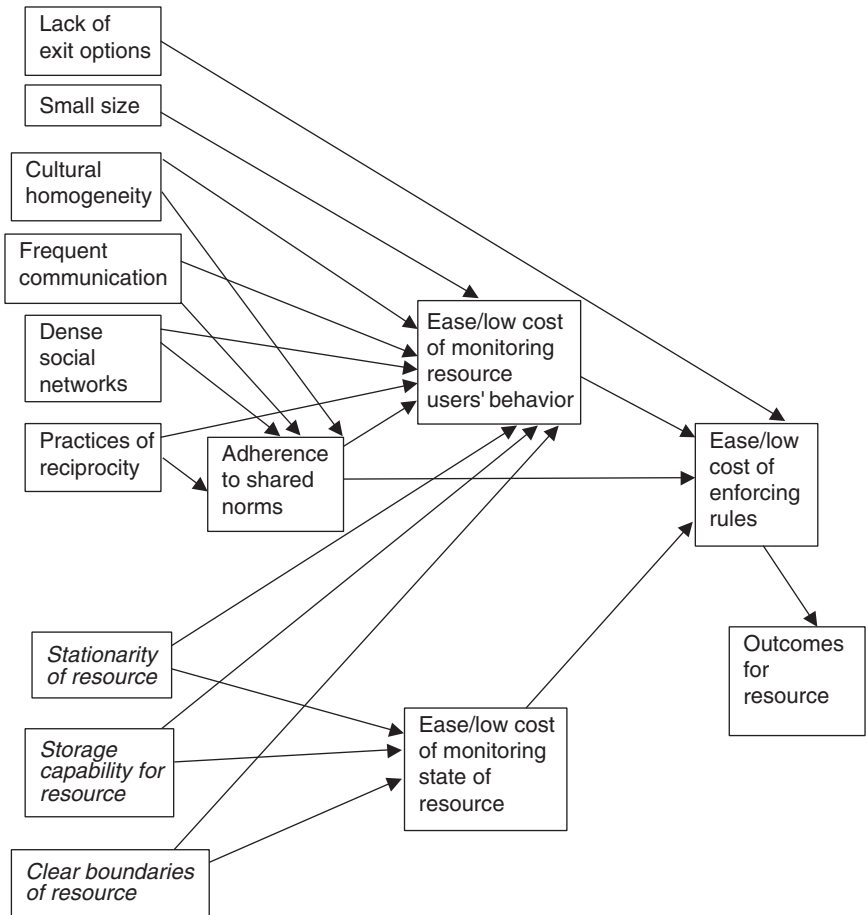 Lack of
exit options
Small size
Cultural
homogeneity
Frequent
communication
Dense
social
networks
Practices of
reciprocity
Adherence
to shared
norms
Ease/low cost
of monitoring
resource
users' behavior
Ease/low
cost of
enforcing
rules
Outcomes
for
resource
Stationarity
of resource
Storage
capability for
resource
Clear boundaries
of resource
Ease/low cost
of monitoring
state of
resource